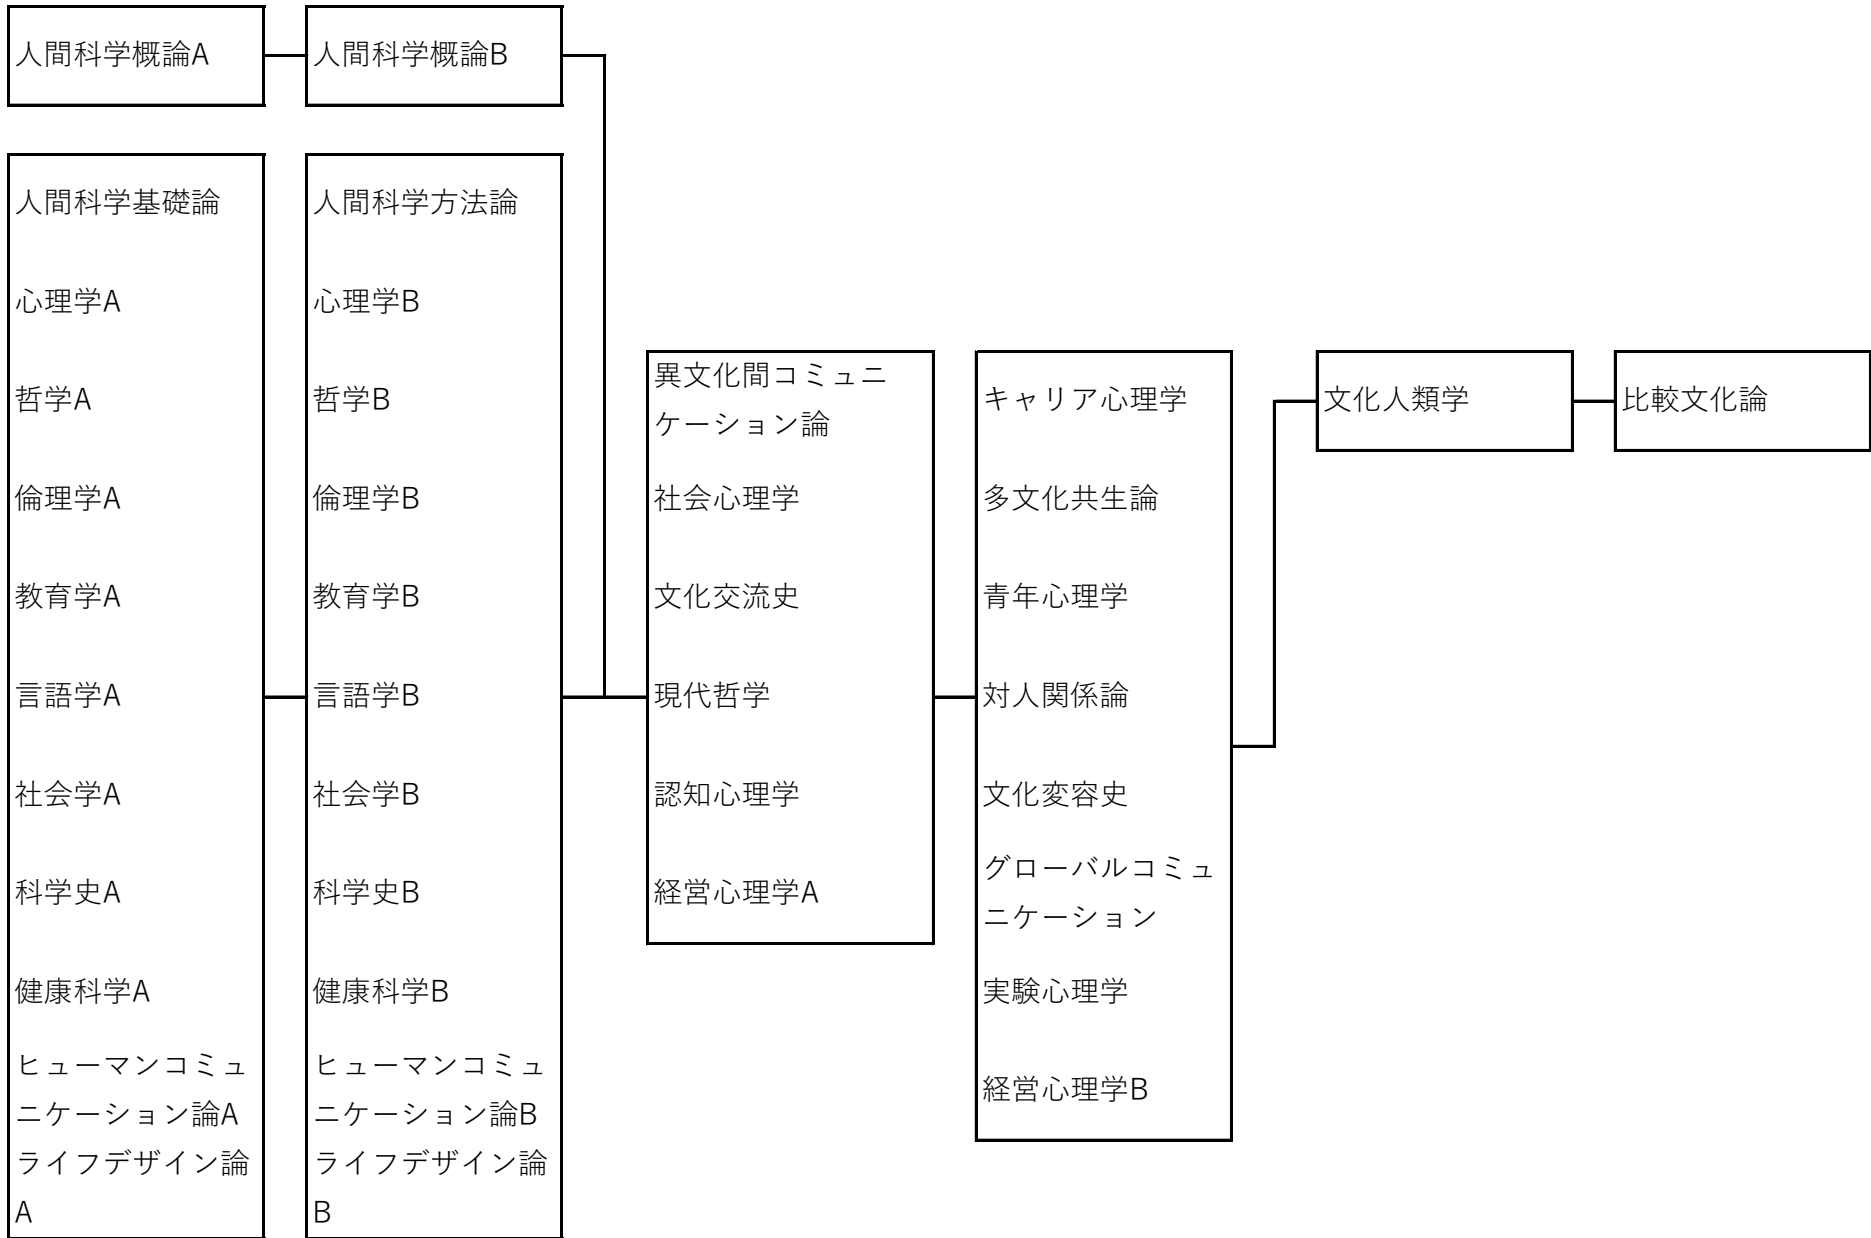 人間科学概論A
人間科学概論B
人間科学基礎論
心理学A
哲学A
倫理学A
教育学A
言語学A
社会学A
科学史A
健康科学A
ヒューマンコミュ
ニケーション論A
ライフデザイン論
A
人間科学方法論
心理学B
哲学B
倫理学B
教育学B
言語学B
社会学B
科学史B
健康科学B
ヒューマンコミュ
ニケーション論B
ライフデザイン論
B
異文化間コミュニ
ケーション論
社会心理学
文化交流史
現代哲学
認知心理学
経営心理学A
キャリア心理学
多文化共生論
青年心理学
対人関係論
文化変容史
グローバルコミュ
ニケーション
実験心理学
経営心理学B
文化人類学
比較文化論